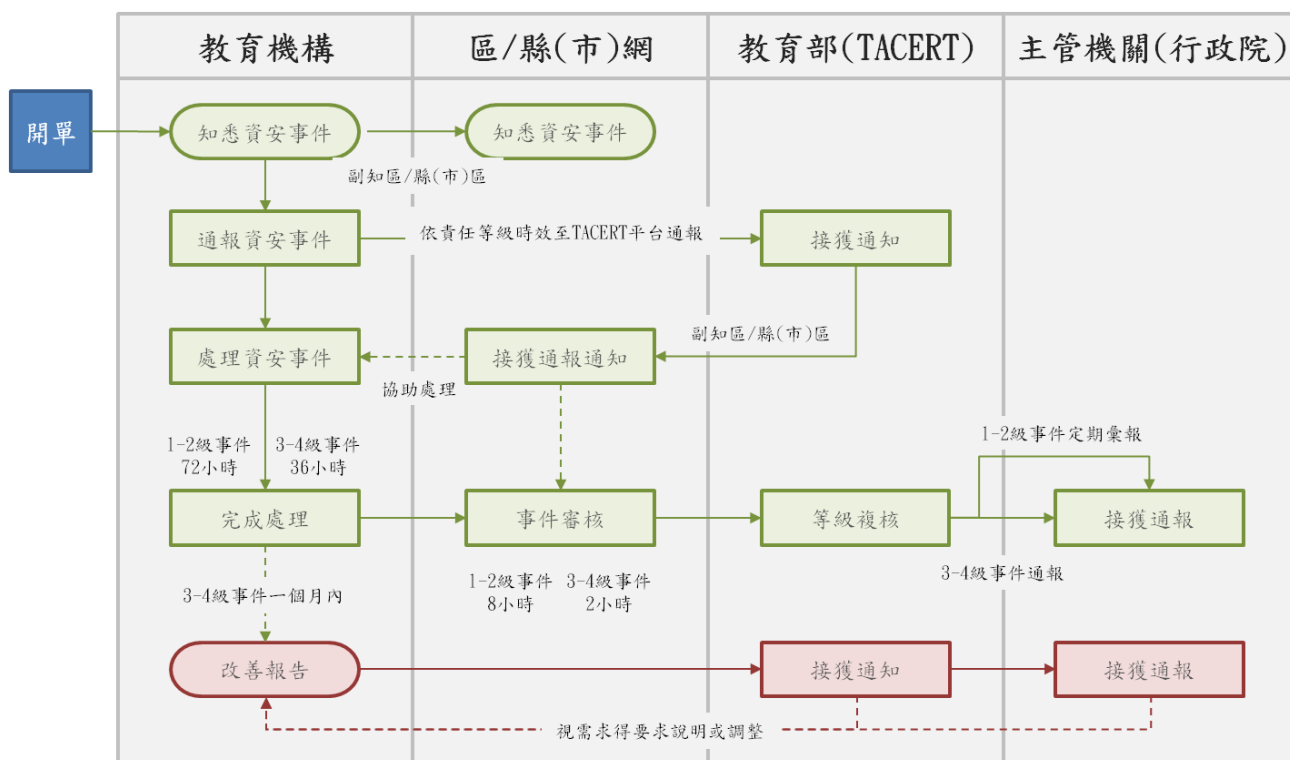 教育機構
區/縣(市)網
教育部(TACERT)
主管機關(行政院)
開單
知悉資安事件
知悉資安事件
副知區/縣(市)區
通報資安事件
依責任等級時效至TACERT平台通報
接獲通知
副知區/縣(市)區
處理資安事件
接獲通報通知
協助處理
1-2級事件
72小時
3-4級事件
36小時
1-2級事件定期彙報
完成處理
事件審核
等級複核
接獲通報
3-4級事件通報
1-2級事件
8小時
3-4級事件
2小時
3-4級事件一個月內
改善報告
接獲通知
接獲通報
視需求得要求說明或調整